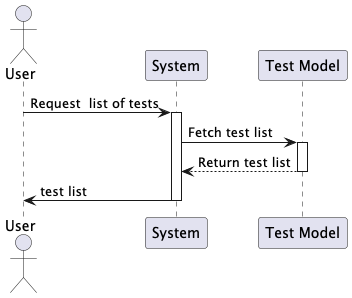 User
System
Test Model
Request  list of tests
Fetch test list
Return test list
test list
User
System
Test Model